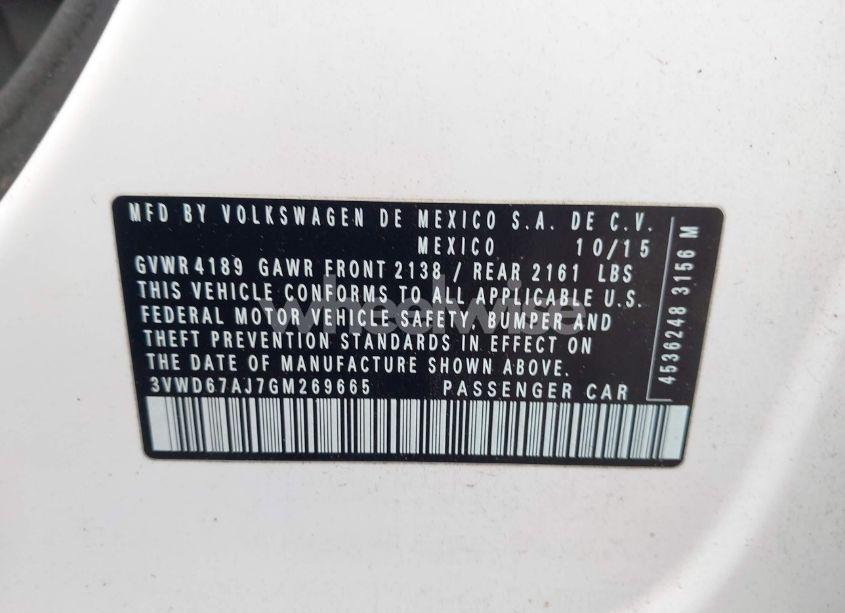 MFD BY VOLKSWAGEN DE MEXICO S.A. DE C.V.
MEXICO 10/15
GVWR 4189 GAWR FRONT 2138 / REAR 2161 LBS
THIS VEHICLE CONFORMS TO ALL APPLICABLE U.S.
FEDERAL MOTOR VEHICLE SAFETY, BUMPER AND
THEFT PREVENTION STANDARDS IN EFFECT ON
THE DATE OF MANUFACTURE SHOWN ABOVE.
3VWD67AJ7GM269665 PASSENGER CAR
4536248 3156 M
wheelwise